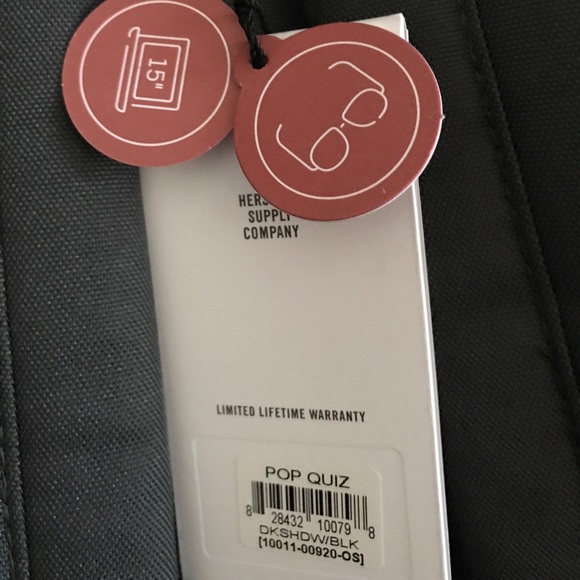 15"
SUPPLY
COMPANY
LIMITED LIFETIME WARRANTY
POP QUIZ
8 28432 10079 8
DKSHDW/BLK
[10011-00920-OS]